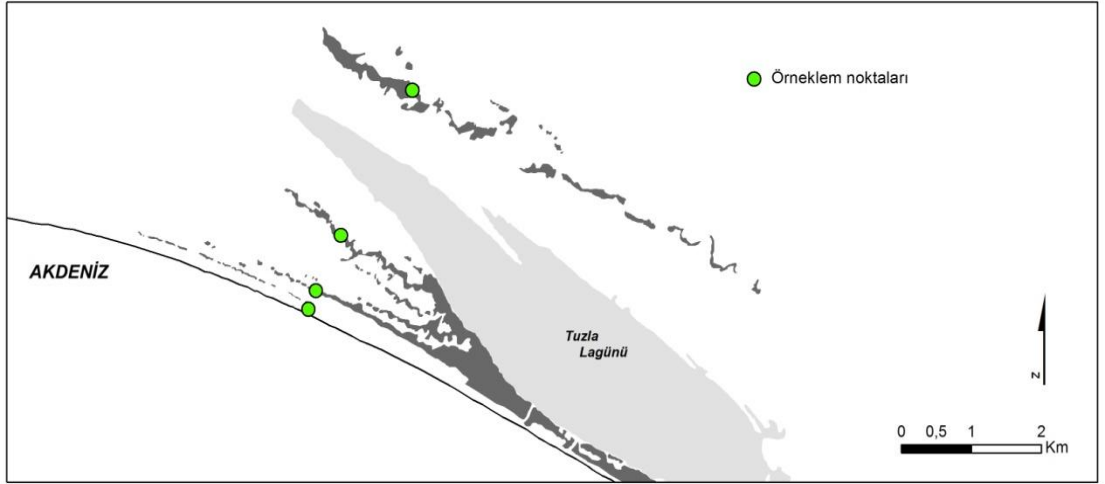 Örneklem noktaları
AKDENİZ
Tuzla
Lagünü
z
0 0,5 1 2
Km